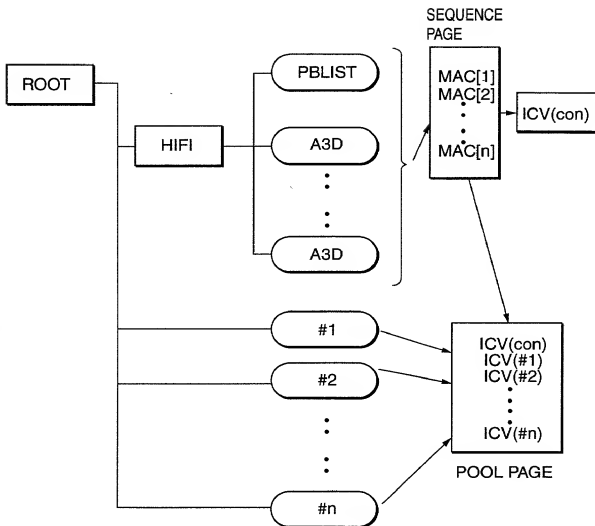 SEQUENCE
PAGE
ROOT
PBLIST
MAC[1]
MAC[2]
MAC[n]
ICV(con)
HIFI
A3D
A3D
#1
#2
#n
ICV(con)
ICV(#1)
ICV(#2)
ICV(#n)
POOL PAGE